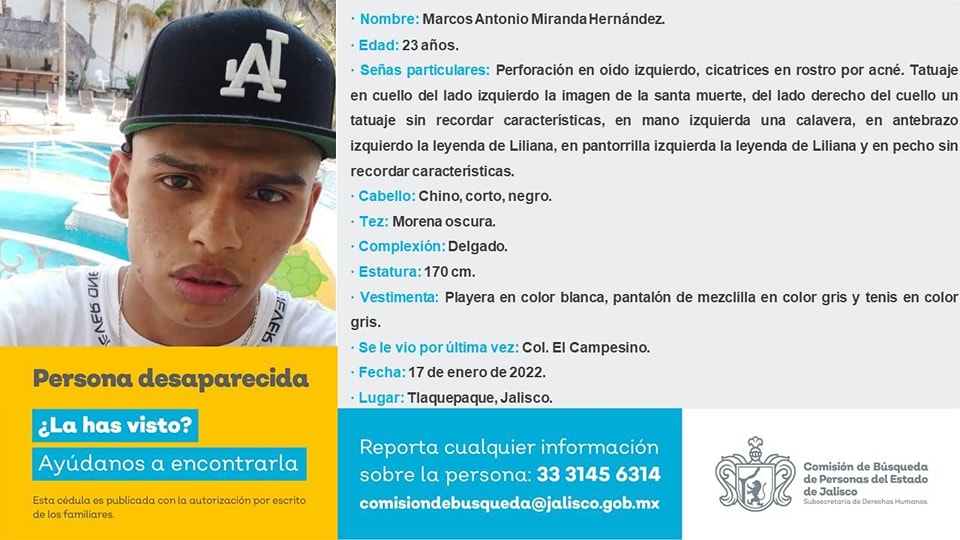 · Nombre: Marcos Antonio Miranda Hernández.
· Edad: 23 años.
· Señas particulares: Perforación en oído izquierdo, cicatrices en rostro por acné. Tatuaje
en cuello del lado izquierdo la imagen de la santa muerte, del lado derecho del cuello un
tatuaje sin recordar características, en mano izquierda una calavera, en antebrazo
izquierdo la leyenda de Liliana, en pantorrilla izquierda la leyenda de Liliana y en pecho sin
recordar características.
· Cabello: Chino, corto, negro.
· Tez: Morena oscura.
· Complexión: Delgado.
· Estatura: 170 cm.
· Vestimenta: Playera en color blanca, pantalón de mezclilla en color gris y tenis en color
gris.
· Se le vio por última vez: Col. El Campesino.
· Fecha: 17 de enero de 2022.
· Lugar: Tlaquepaque, Jalisco.
Persona desaparecida
¿La has visto?
Ayúdanos a encontrarla
Esta cédula es publicada con la autorización por escrito
de los familiares.
Reporta cualquier información
sobre la persona: 33 3145 6314
comisiondebusqueda@jalisco.gob.mx
Comisión de Búsqueda
de Personas del Estado
de Jalisco
Subsecretaría de Derechos Humanos